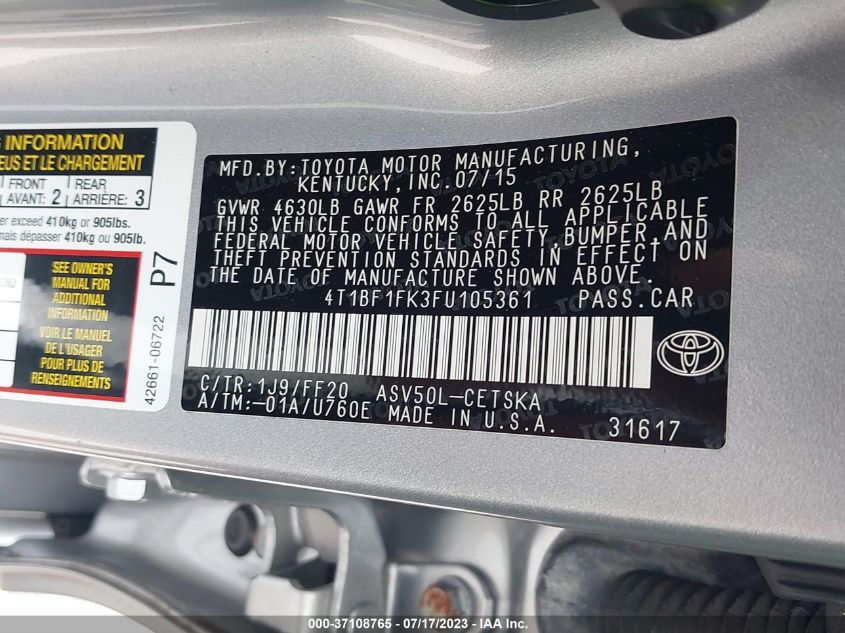 G INFORMATION
EUS ET LE CHARGEMENT
FRONT
AVANT: 2
REAR
ARRIÈRE: 3
er exceed 410kg or 905lbs.
mais dépasser 410kg ou 905lb.
SEE OWNER'S
MANUAL FOR
ADDITIONAL
INFORMATION
VOIR LE MANUEL
DE L'USAGER
POUR PLUS DE
RENSEIGNEMENTS
P7
42661-06722
MFD.BY:TOYOTA MOTOR MANUFACTURING,
KENTUCKY,INC.07/15
GVWR 4630LB GAWR FR 2625LB RR 2625LB
THIS VEHICLE CONFORMS TO ALL APPLICABLE
FEDERAL MOTOR VEHICLE SAFETY,BUMPER,AND
THEFT PREVENTION STANDARDS IN EFFECT ON
THE DATE OF MANUFACTURE SHOWN ABOVE.
4T1BF1FK3FU105361 PASS.CAR
C/TR:1J9/FF20 ASV50L-CETSKA
A/TM:-01A/U760E MADE IN U.S.A. 31617
000-37108765 / 07/17/2023 / IAA Inc.